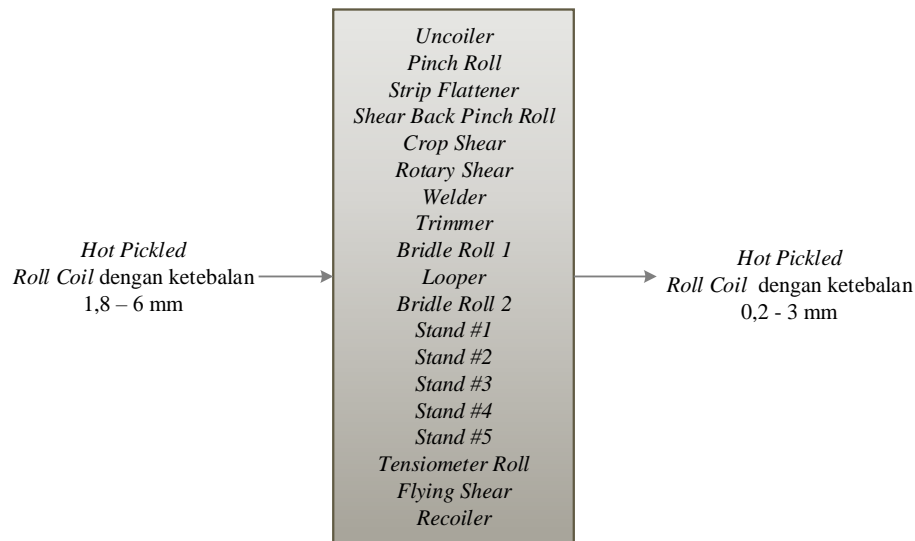 Hot Pickled
Roll Coil dengan ketebalan
1,8 – 6 mm
Uncoiler
Pinch Roll
Strip Flattener
Shear Back Pinch Roll
Crop Shear
Rotary Shear
Welder
Trimmer
Bridle Roll 1
Looper
Bridle Roll 2
Stand #1
Stand #2
Stand #3
Stand #4
Stand #5
Tensiometer Roll
Flying Shear
Recoiler
Hot Pickled
Roll Coil dengan ketebalan
0,2 - 3 mm